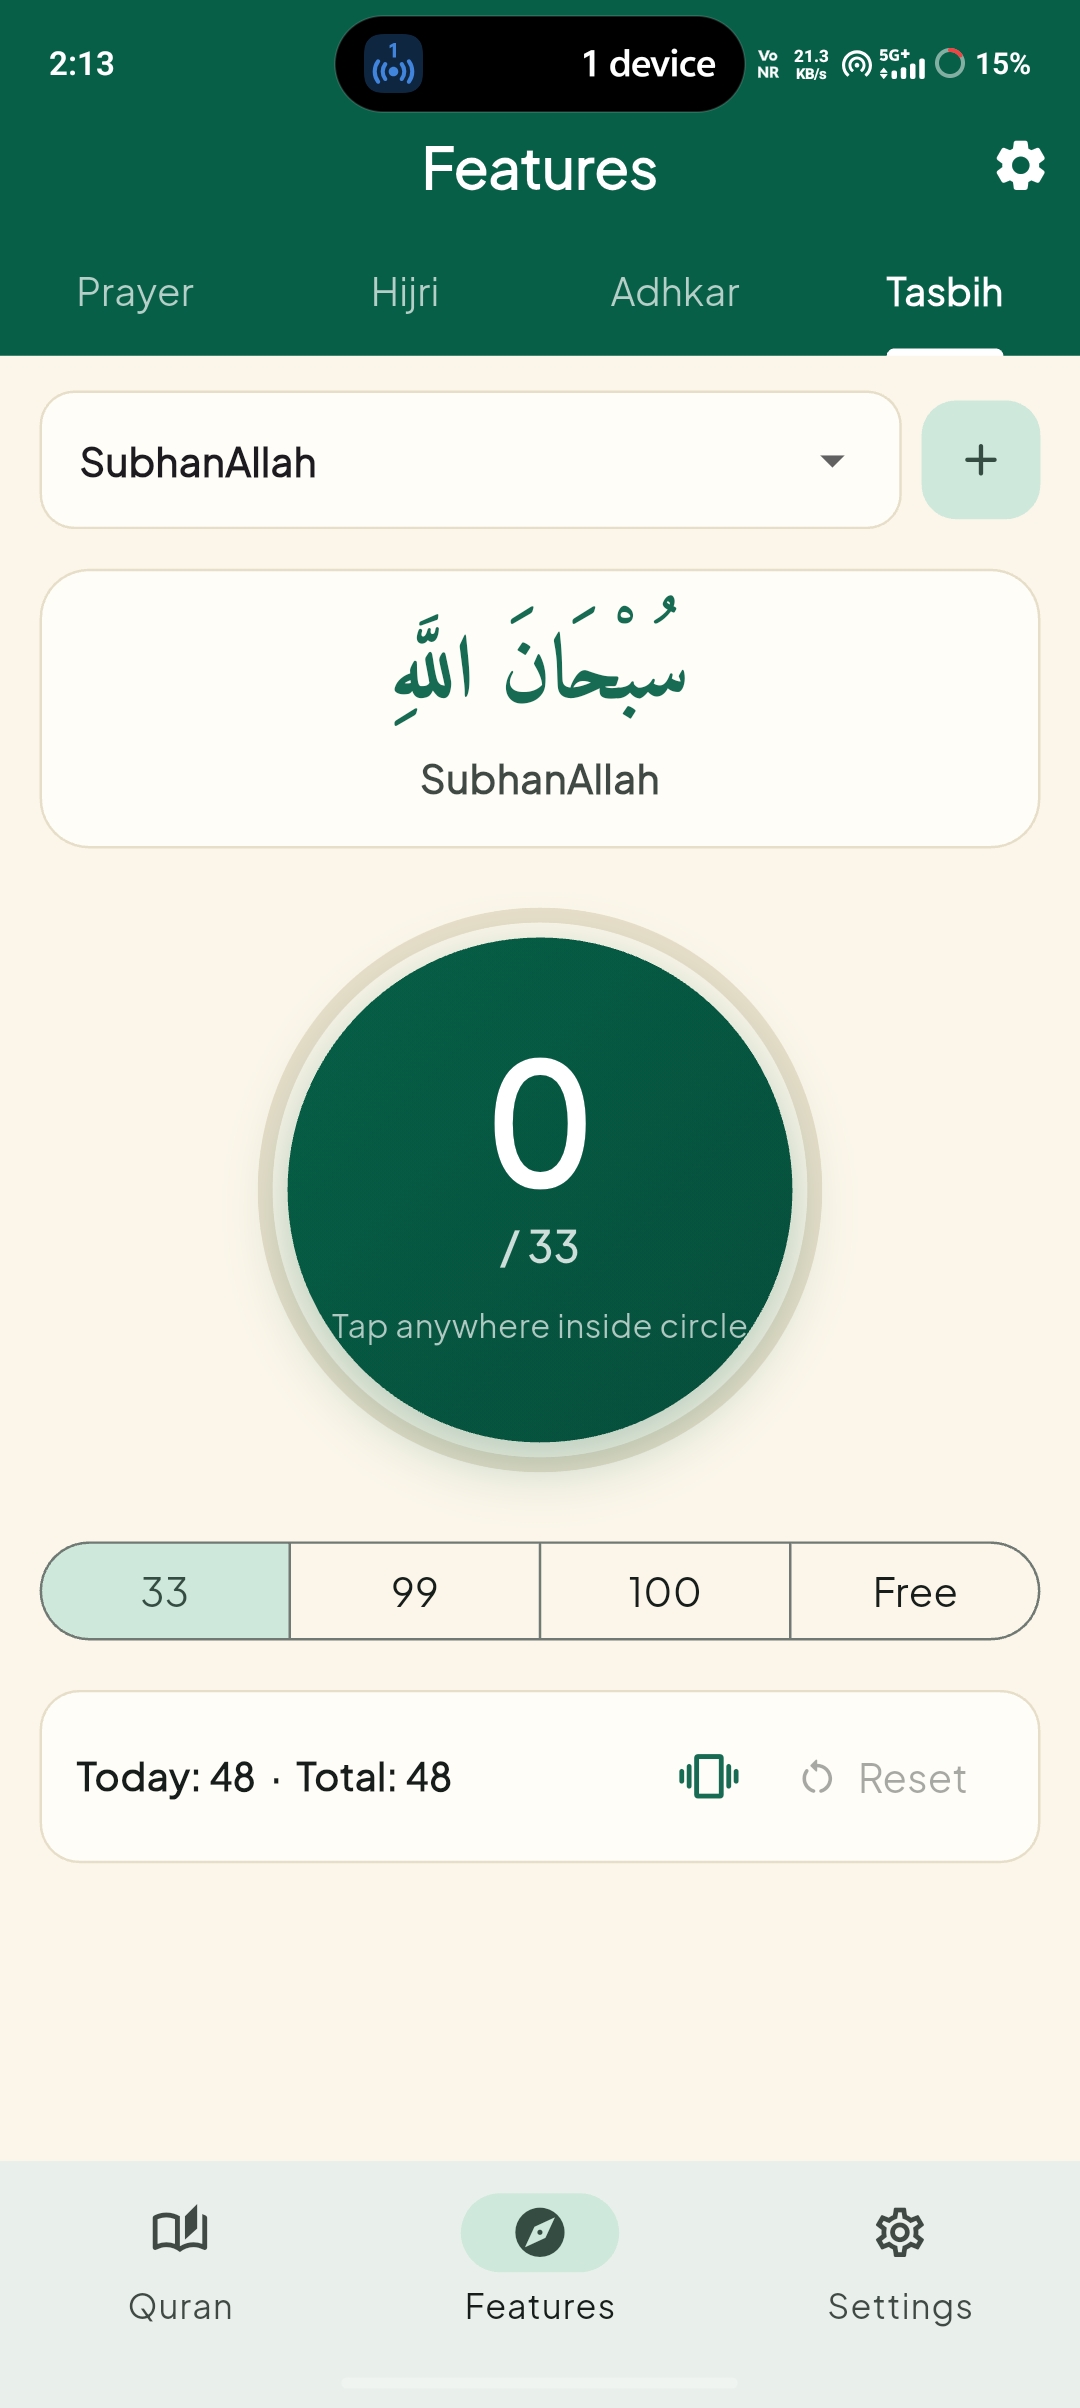 2:13
1
1 device
Vo
NR
21.3
KB/s
5G+
15%
Features
Prayer
Hijri
Adhkar
Tasbih
SubhanAllah
سُبْحَانَ اللَّهِ
SubhanAllah
0
/ 33
Tap anywhere inside circle
33
99
100
Free
Today: 48 · Total: 48
Reset
Quran
Features
Settings